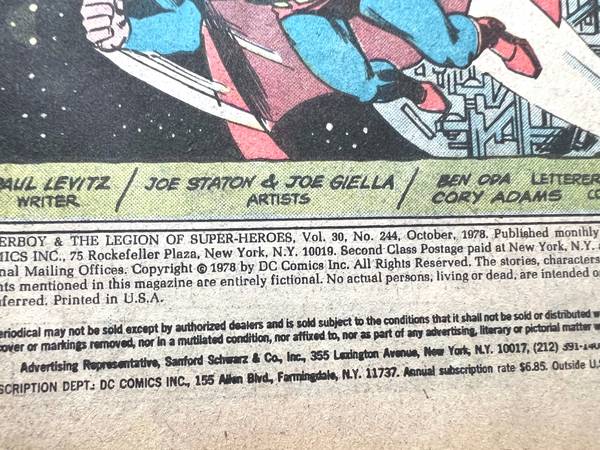 PAUL LEVITZ / JOE STATON & JOE GIELLA / BEN ODA LETTERER
WRITER ARTISTS CORY ADAMS
ERBOY & THE LEGION OF SUPER-HEROES, Vol. 30, No. 244, October, 1978. Published monthly
MICS INC., 75 Rockefeller Plaza, New York, N.Y. 10019. Second Class Postage paid at New York, N.Y.
nal Mailing Offices. Copyright © 1978 by DC Comics Inc. All Rights Reserved. The stories, characters
nts mentioned in this magazine are entirely fictional. No actual persons, living or dead, are intended o
nferred. Printed in U.S.A.
eriodical may not be sold except by authorized dealers and is sold subject to the conditions that it shall not be sold or distributed w
over or markings removed, nor in a mutilated condition, nor affixed to, nor as part of any advertising, literary or pictorial matter
Advertising Representative, Sanford Schwarz & Co., Inc., 355 Lexington Avenue, New York, N.Y. 10017, (212)
SCRIPTION DEPT.: DC COMICS INC., 155 Allen Blvd., Farmingdale, N.Y. 11737. Annual subscription rate $6.85. Outside U.S